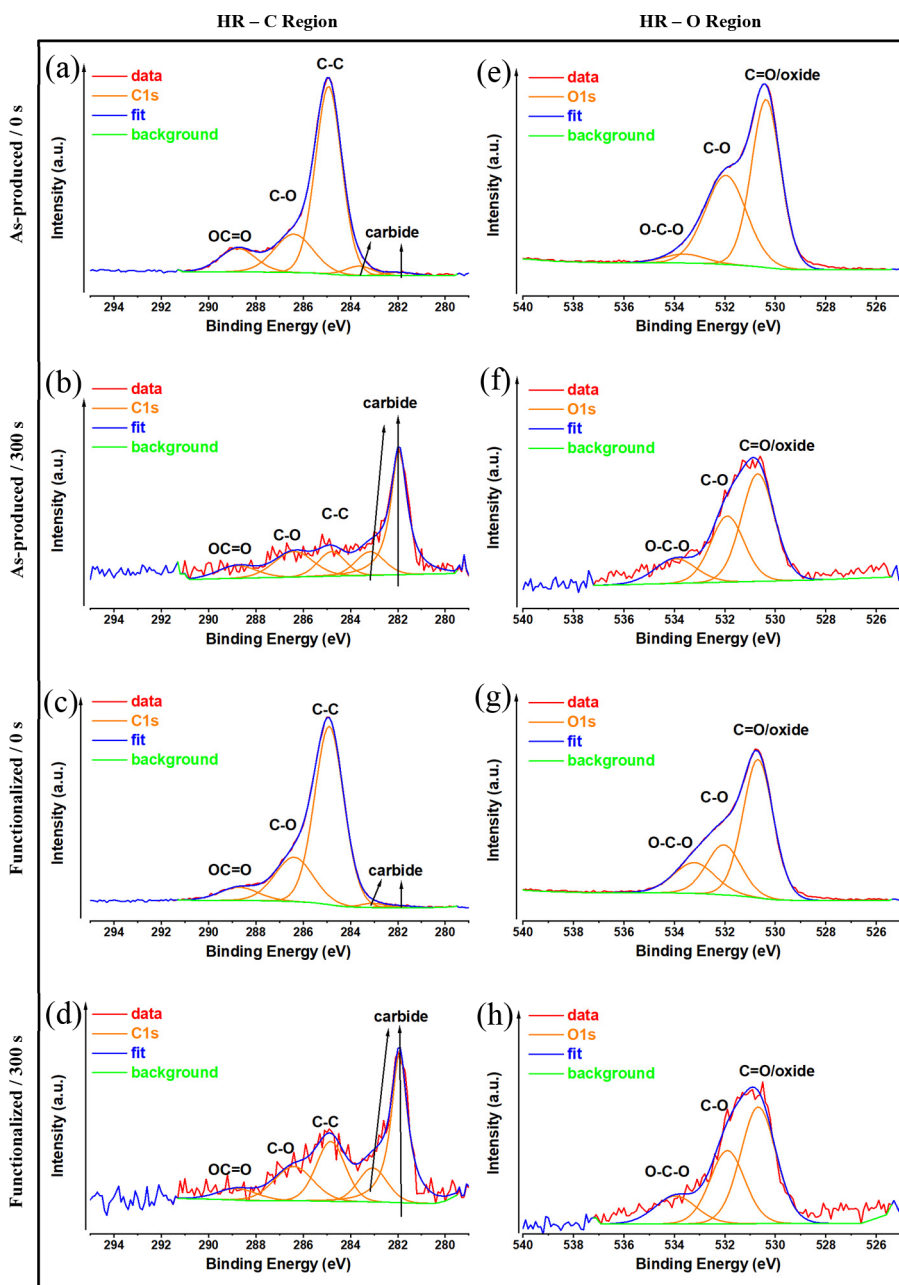 HR – C Region
HR – O Region
As-produced / 0 s
(a)
data
C1s
fit
background
C-C
C-O
OC=O
carbide
Intensity (a.u.)
294 292 290 288 286 284 282 280
Binding Energy (eV)
(e)
data
O1s
fit
background
C=O/oxide
C-O
O-C-O
Intensity (a.u.)
540 538 536 534 532 530 528 526
Binding Energy (eV)
As-produced / 300 s
(b)
data
C1s
fit
background
carbide
C-C
C-O
OC=O
Intensity (a.u.)
294 292 290 288 286 284 282 280
Binding Energy (eV)
(f)
data
O1s
fit
background
C=O/oxide
C-O
O-C-O
Intensity (a.u.)
540 538 536 534 532 530 528 526
Binding Energy (eV)
Functionalized / 0 s
(c)
data
C1s
fit
background
C-C
C-O
OC=O
carbide
Intensity (a.u.)
294 292 290 288 286 284 282 280
Binding Energy (eV)
(g)
data
O1s
fit
background
C=O/oxide
C-O
O-C-O
Intensity (a.u.)
540 538 536 534 532 530 528 526
Binding Energy (eV)
Functionalized / 300 s
(d)
data
C1s
fit
background
carbide
C-C
C-O
OC=O
Intensity (a.u.)
294 292 290 288 286 284 282 280
Binding Energy (eV)
(h)
data
O1s
fit
background
C=O/oxide
C-O
O-C-O
Intensity (a.u.)
540 538 536 534 532 530 528 526
Binding Energy (eV)